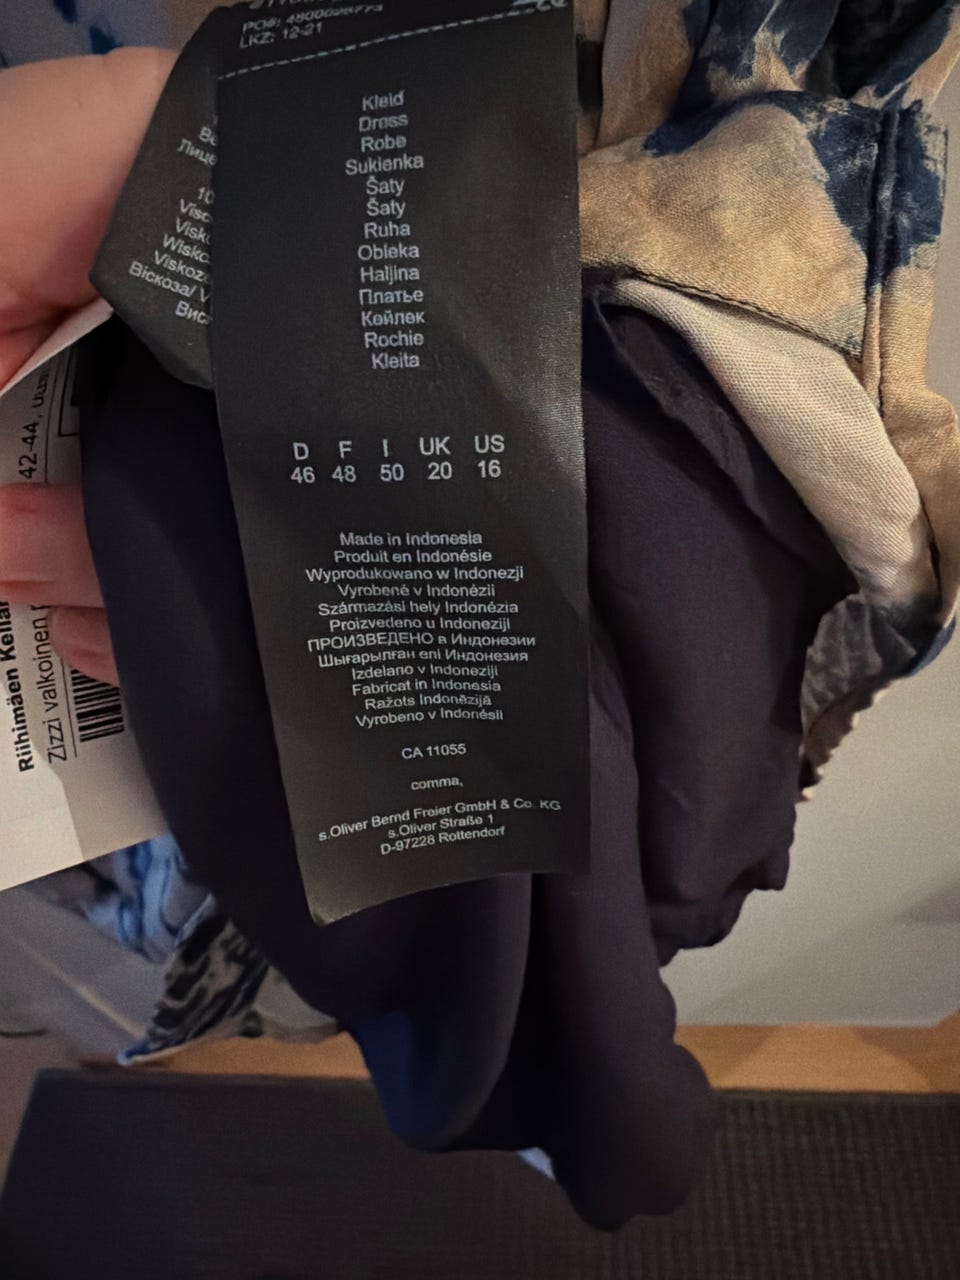 LKZ: 12-21
Kleid
Dress
Robe
Sukienka
Šaty
Šaty
Ruha
Obleka
Haljina
Платье
Көйлек
Rochie
Kleita
D F I UK US
46 48 50 20 16
Made in Indonesia
Produit en Indonésie
Wyprodukowano w Indonezji
Vyrobené v Indonézii
Származási hely Indonézia
Proizvedeno u Indoneziji
ПРОИЗВЕДЕНО в Индонезии
Шығарылған елі Индонезия
Izdelano v Indoneziji
Fabricat in Indonesia
Ražots Indonēzijā
Vyrobeno v Indonésii
CA 11055
comma,
s.Oliver Bernd Freier GmbH & Co. KG
s.Oliver Straße 1
D-97228 Rottendorf
Віскоза/
42-44,
Riihimäen
Zizzi valkoinen